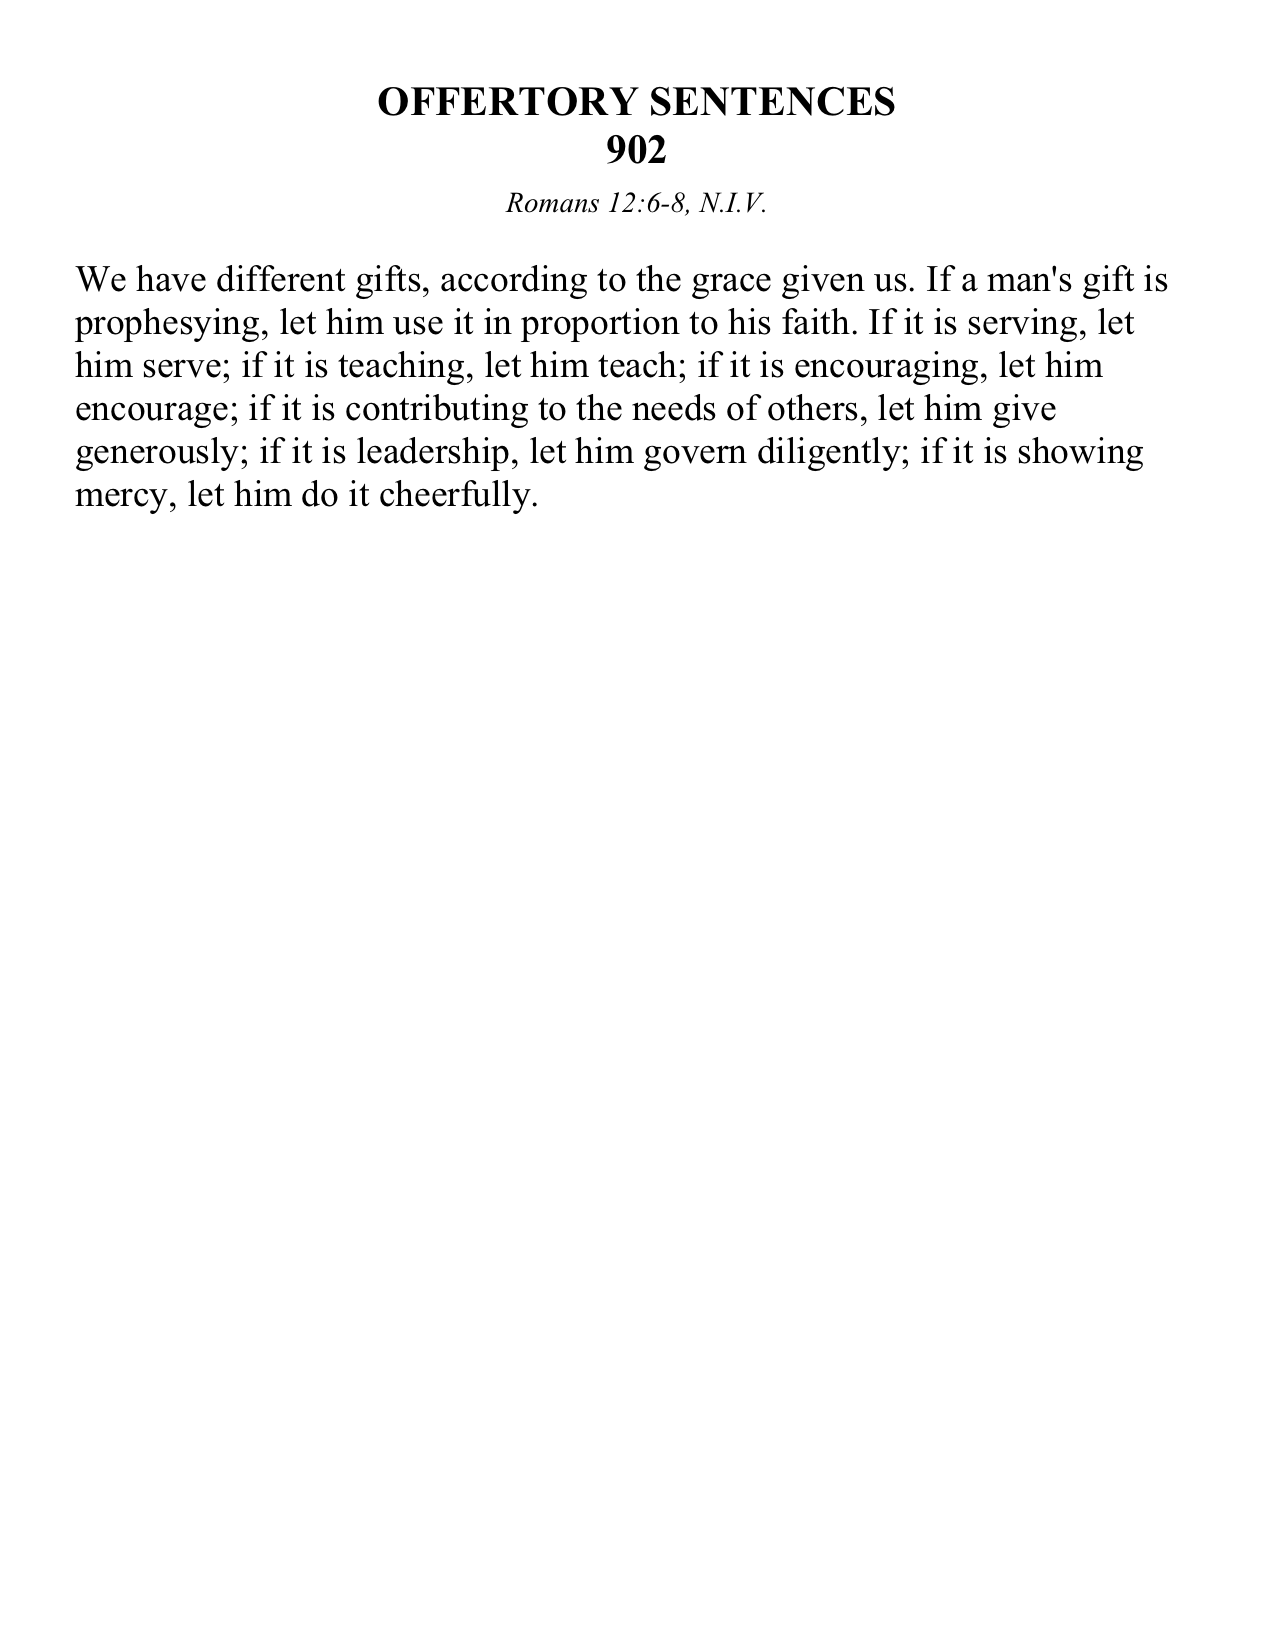 OFFERTORY SENTENCES
902
Romans 12:6-8, N.I.V.
We have different gifts, according to the grace given us. If a man's gift is
prophesying, let him use it in proportion to his faith. If it is serving, let
him serve; if it is teaching, let him teach; if it is encouraging, let him
encourage; if it is contributing to the needs of others, let him give
generously; if it is leadership, let him govern diligently; if it is showing
mercy, let him do it cheerfully.